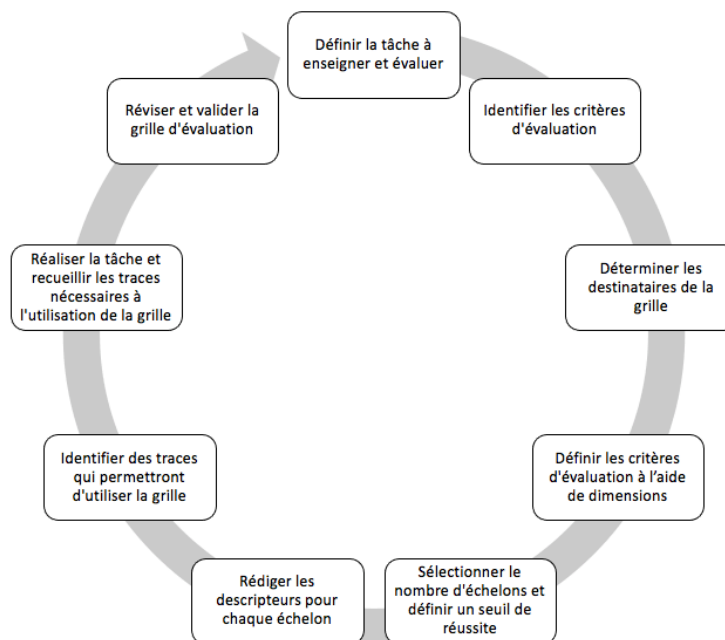 Définir la tâche à
enseigner et évaluer
Identifier les critères
d'évaluation
Déterminer les
destinataires de la
grille
Définir les critères
d'évaluation à l’aide
de dimensions
Sélectionner le
nombre d'échelons et
définir un seuil de
réussite
Rédiger les
descripteurs pour
chaque échelon
Identifier des traces
qui permettront
d'utiliser la grille
Réaliser la tâche et
recueillir les traces
nécessaires à
l'utilisation de la grille
Réviser et valider la
grille d'évaluation